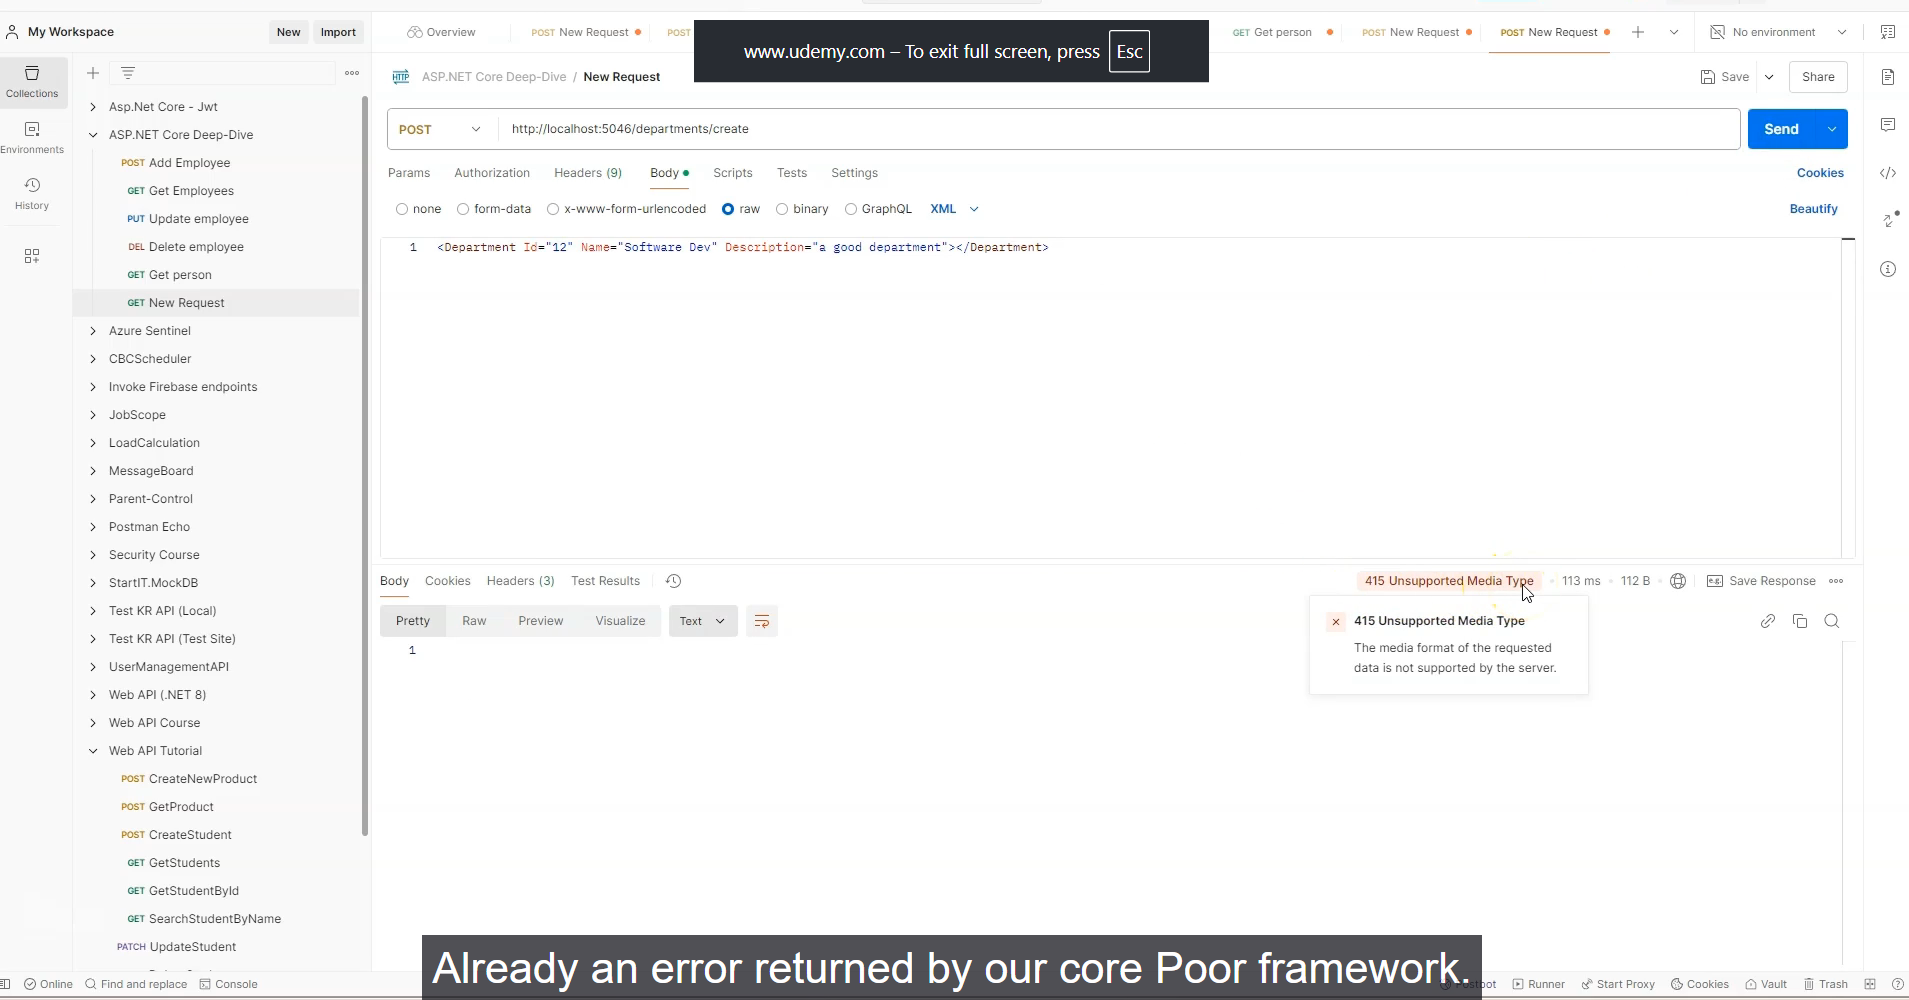 My Workspace
New
Import
Overview
POST New Request
POST
GET Get person
POST New Request
POST New Request
No environment
www.udemy.com – To exit full screen, press Esc
Collections
Environments
History
ASP.NET Core Deep-Dive / New Request
Save
Share
Asp.Net Core - Jwt
ASP.NET Core Deep-Dive
POST Add Employee
GET Get Employees
PUT Update employee
DEL Delete employee
GET Get person
GET New Request
Azure Sentinel
CBCScheduler
Invoke Firebase endpoints
JobScope
LoadCalculation
MessageBoard
Parent-Control
Postman Echo
Security Course
StartIT.MockDB
Test KR API (Local)
Test KR API (Test Site)
UserManagementAPI
Web API (.NET 8)
Web API Course
Web API Tutorial
POST CreateNewProduct
POST GetProduct
POST CreateStudent
GET GetStudents
GET GetStudentById
GET SearchStudentByName
PATCH UpdateStudent
POST
http://localhost:5046/departments/create
Send
Params
Authorization
Headers (9)
Body
Scripts
Tests
Settings
Cookies
none
form-data
x-www-form-urlencoded
raw
binary
GraphQL
XML
Beautify
1 <Department Id="12" Name="Software Dev" Description="a good department"></Department>
Body
Cookies
Headers (3)
Test Results
415 Unsupported Media Type
113 ms
112 B
Save Response
Pretty
Raw
Preview
Visualize
Text
1
415 Unsupported Media Type
The media format of the requested
data is not supported by the server.
Already an error returned by our core Poor framework.
Online
Find and replace
Console
Runner
Start Proxy
Cookies
Vault
Trash